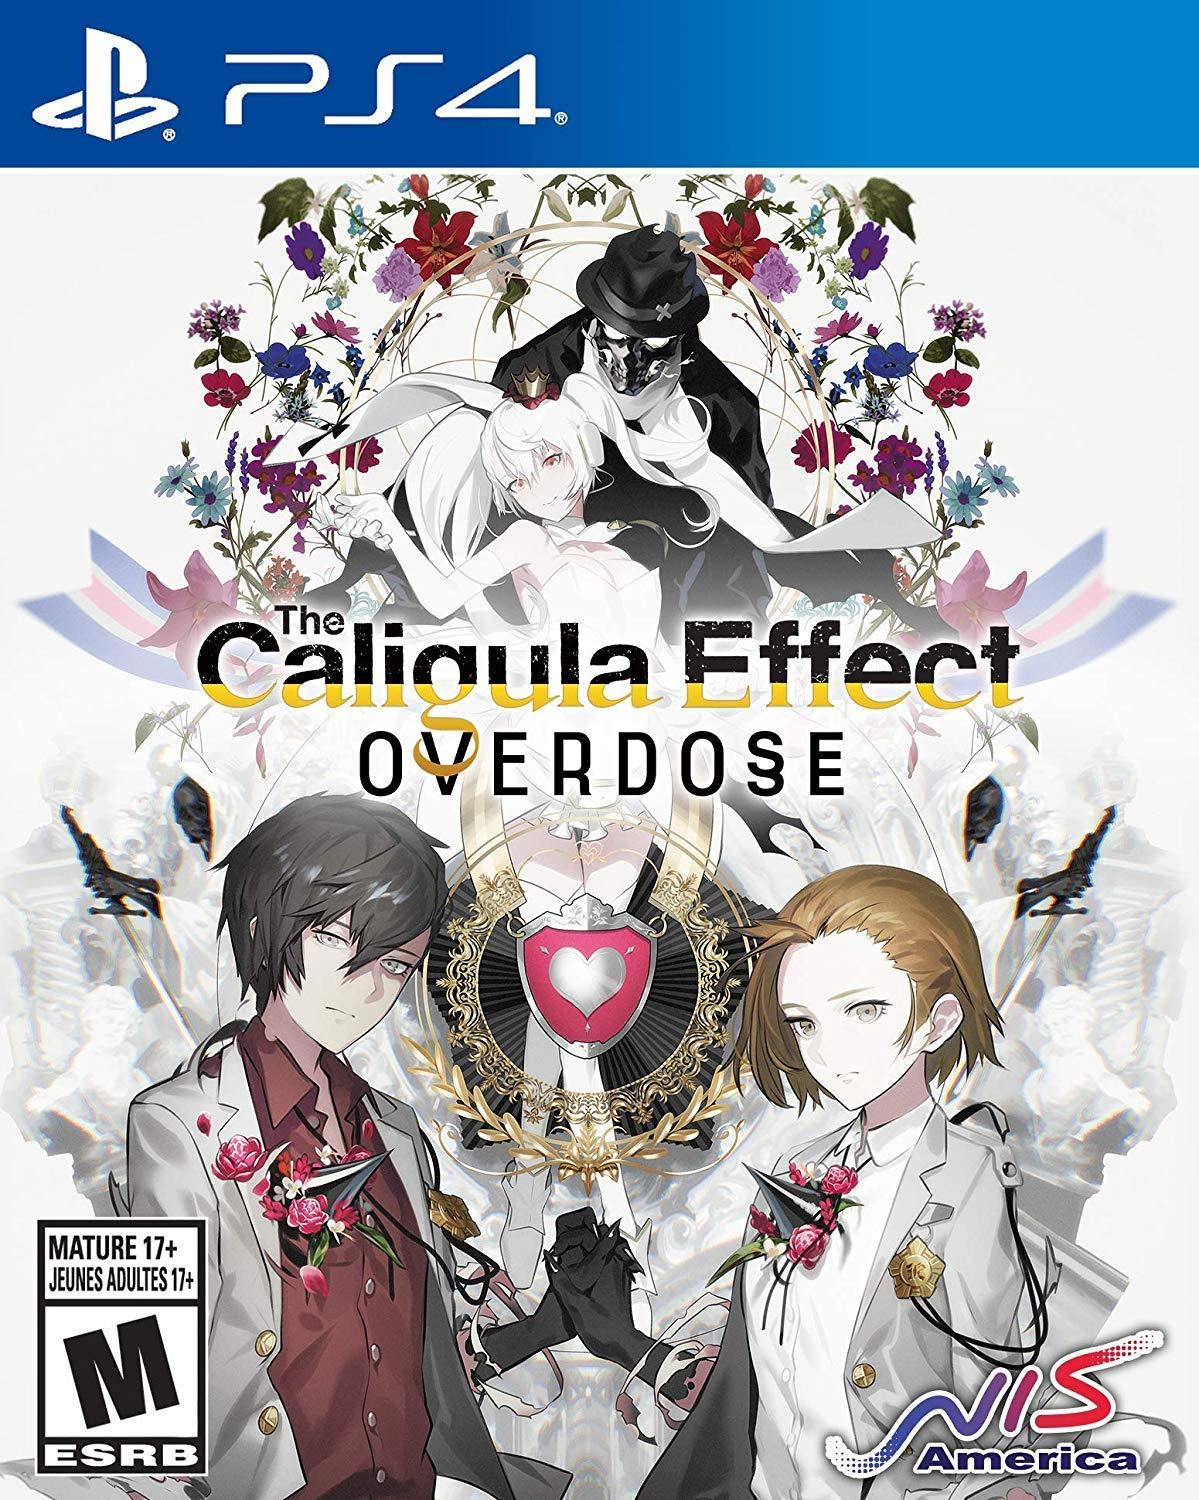 PS4®
The
Caligula Effect
OVERDOSE
MATURE 17+
JEUNES ADULTES 17+
M
ESRB
NIS
America